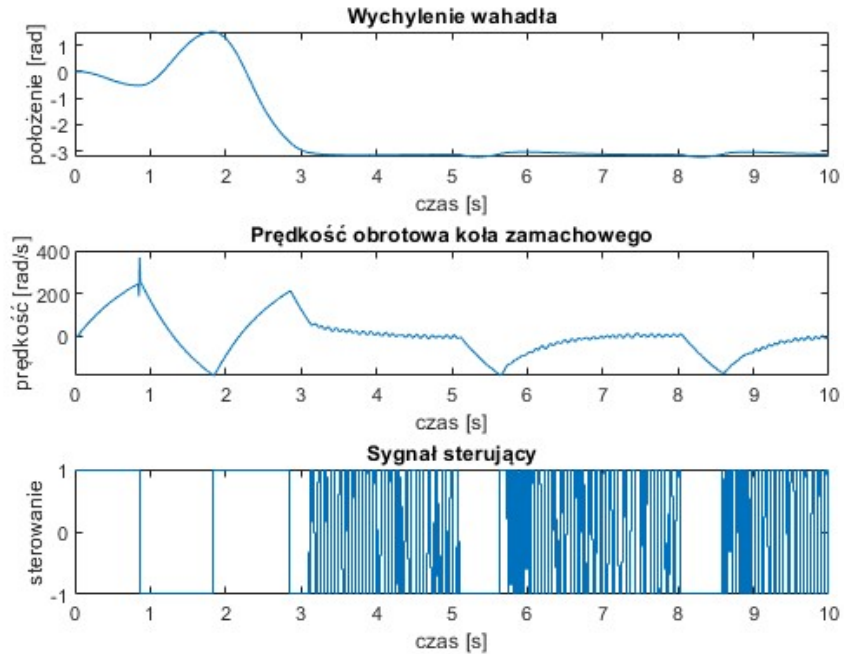 Wychylenie wahadła
położenie [rad]
1
0
-1
-2
-3
0 1 2 3 4 5 6 7 8 9 10
czas [s]
Prędkość obrotowa koła zamachowego
prędkość [rad/s]
400
200
0
0 1 2 3 4 5 6 7 8 9 10
czas [s]
Sygnał sterujący
sterowanie
1
0
-1
0 1 2 3 4 5 6 7 8 9 10
czas [s]